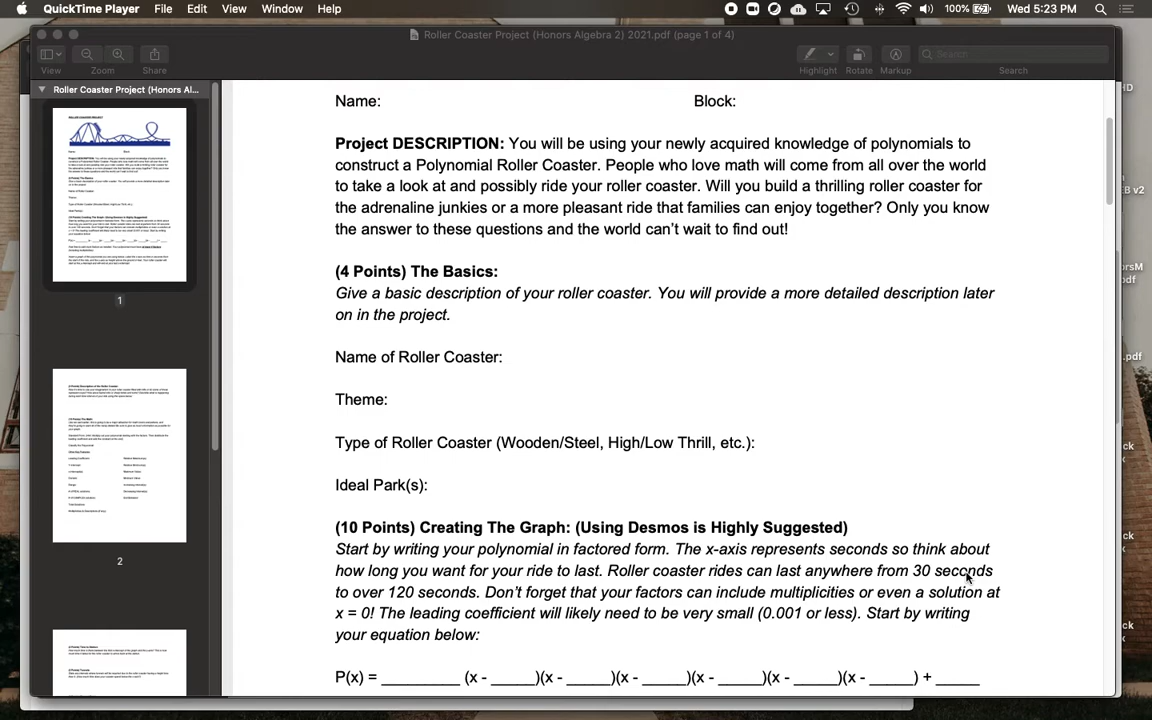 QuickTime Player File Edit View Window Help 100% Wed 5:23 PM
Roller Coaster Project (Honors Algebra 2) 2021.pdf (page 1 of 4)
Search
View Zoom Share Highlight Rotate Markup Search
Roller Coaster Project (Honors Al...
1
2
Name: Block:
Project DESCRIPTION: You will be using your newly acquired knowledge of polynomials to
construct a Polynomial Roller Coaster. People who love math will come from all over the world
to take a look at and possibly ride your roller coaster. Will you build a thrilling roller coaster for
the adrenaline junkies or a more pleasant ride that families can enjoy together? Only you know
the answer to these questions and the world can't wait to find out!
(4 Points) The Basics:
Give a basic description of your roller coaster. You will provide a more detailed description later
on in the project.
Name of Roller Coaster:
Theme:
Type of Roller Coaster (Wooden/Steel, High/Low Thrill, etc.):
Ideal Park(s):
(10 Points) Creating The Graph: (Using Desmos is Highly Suggested)
Start by writing your polynomial in factored form. The x-axis represents seconds so think about
how long you want for your ride to last. Roller coaster rides can last anywhere from 30 seconds
to over 120 seconds. Don't forget that your factors can include multiplicities or even a solution at
x = 0! The leading coefficient will likely need to be very small (0.001 or less). Start by writing
your equation below:
P(x) = _________ (x - _____)(x - _____)(x - _____)(x - _____)(x - _____)(x - _____) + _____